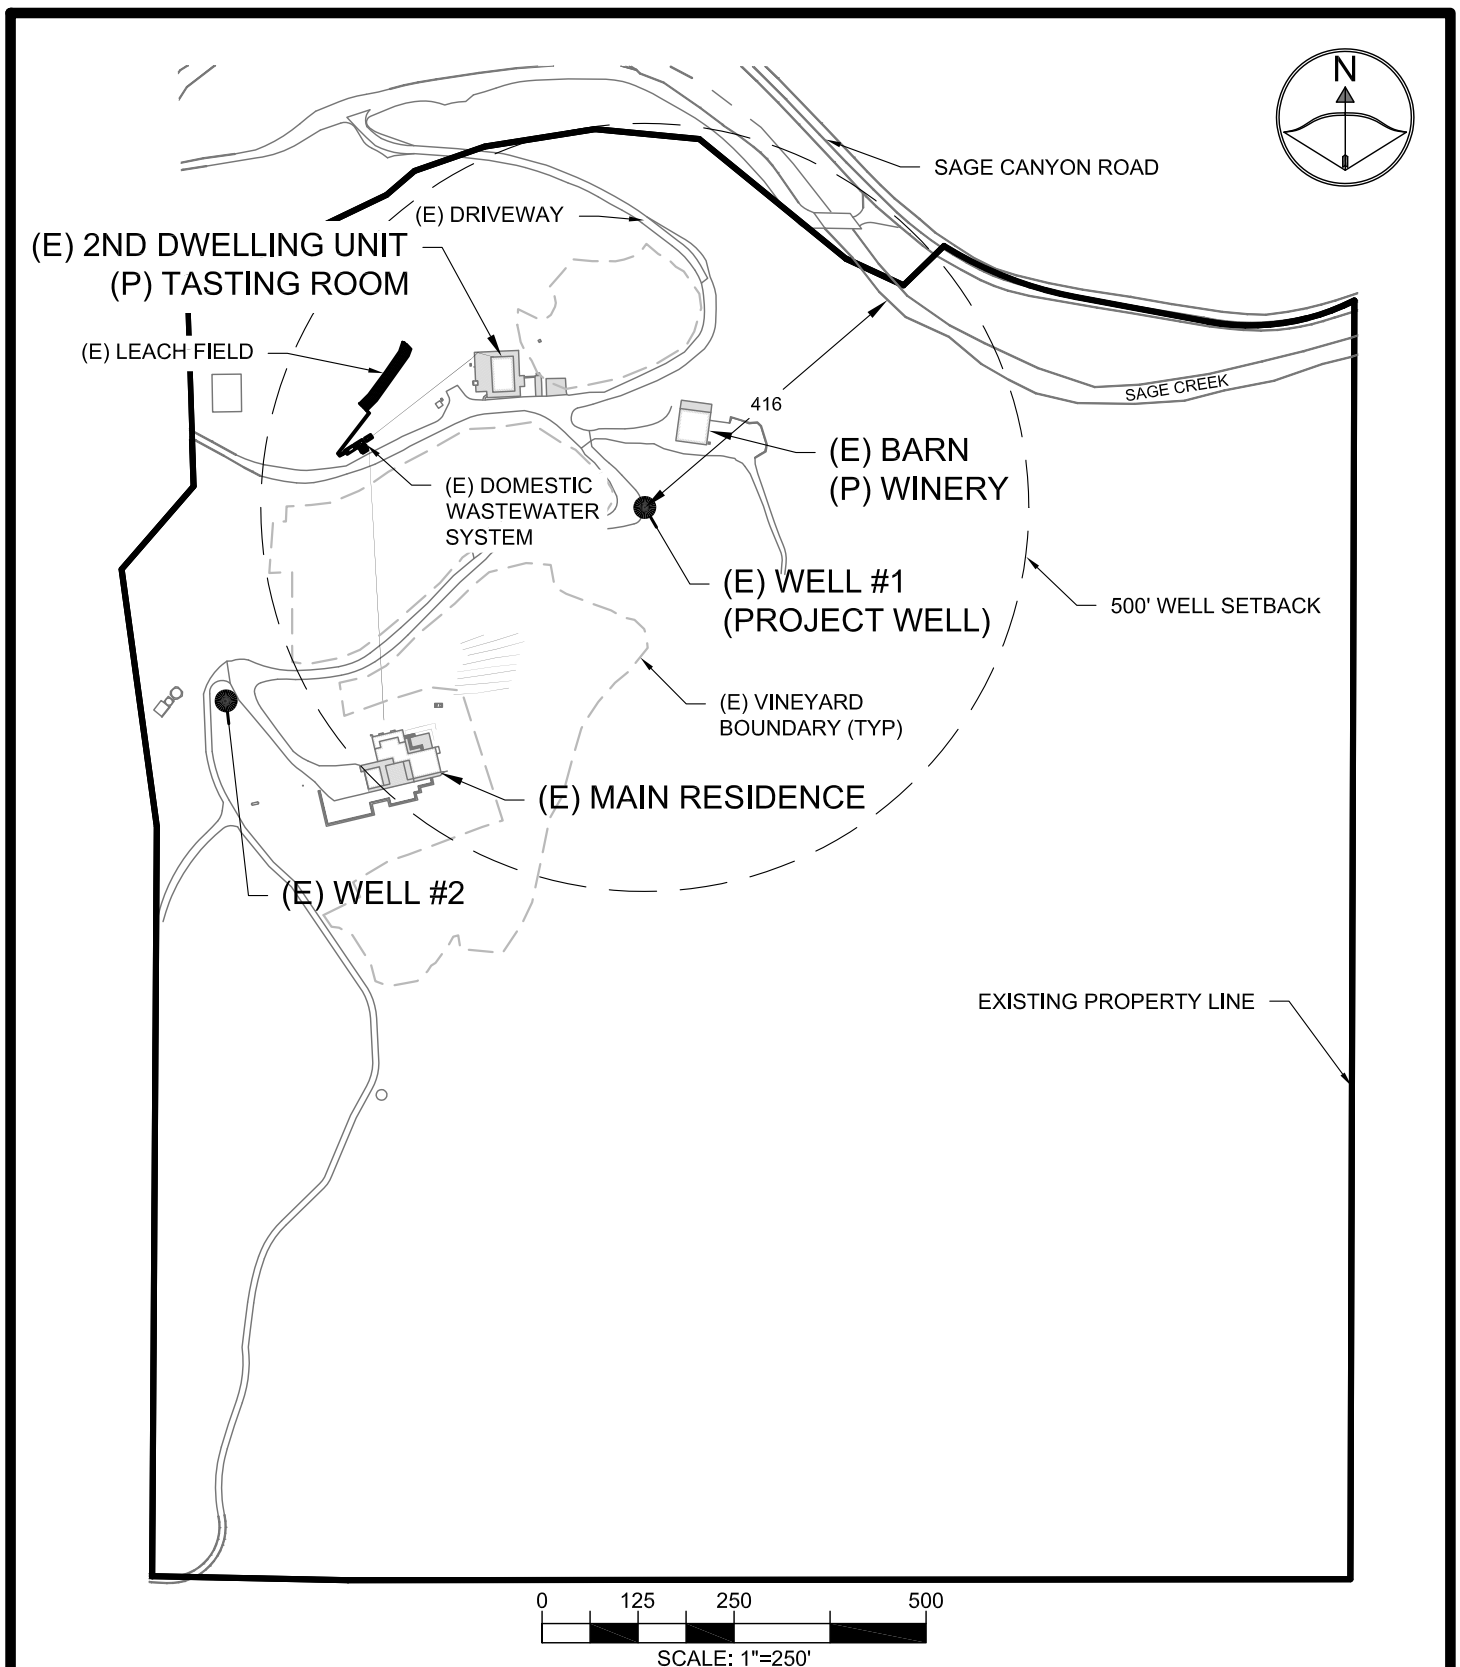 N
SAGE CANYON ROAD
(E) DRIVEWAY
(E) 2ND DWELLING UNIT
(P) TASTING ROOM
(E) LEACH FIELD
SAGE CREEK
416
(E) BARN
(P) WINERY
(E) DOMESTIC
WASTEWATER
SYSTEM
(E) WELL #1
(PROJECT WELL)
500' WELL SETBACK
(E) VINEYARD
BOUNDARY (TYP)
(E) MAIN RESIDENCE
(E) WELL #2
EXISTING PROPERTY LINE
0 125 250 500
SCALE: 1"=250'